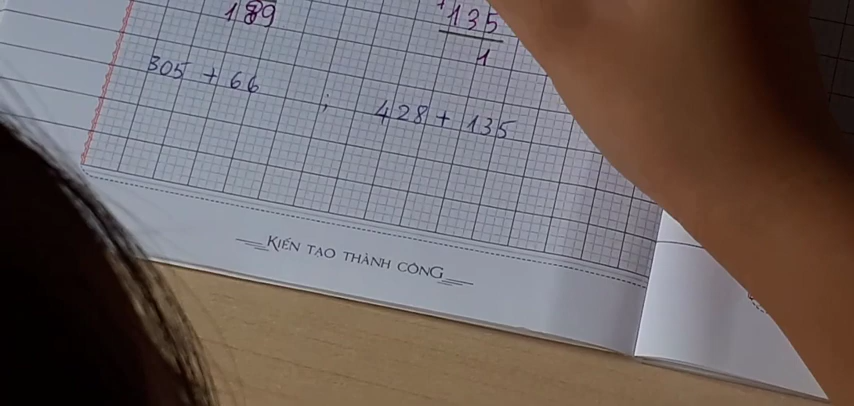 189
+135
1
305 + 66 ; 428 + 135
KIẾN TẠO THÀNH CÔNG